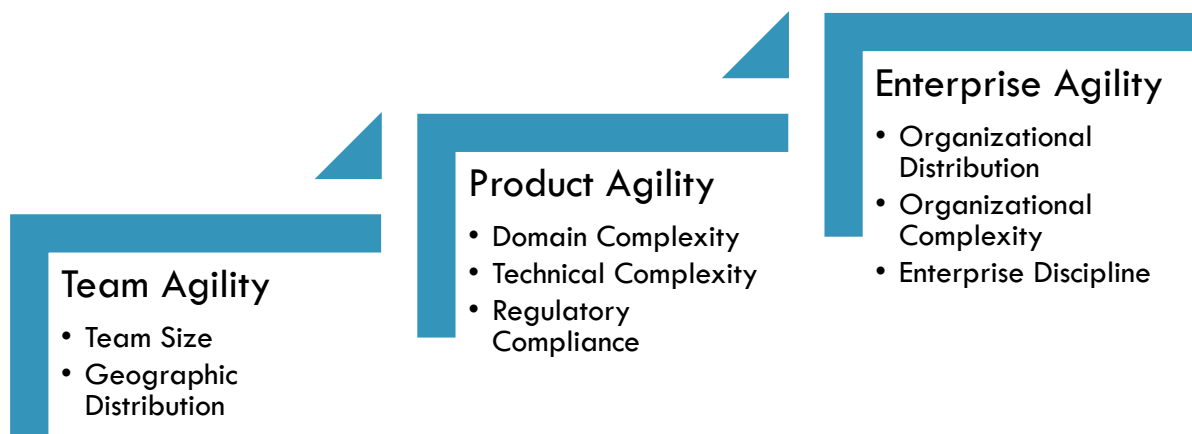 Team Agility
• Team Size
• Geographic
Distribution
Product Agility
• Domain Complexity
• Technical Complexity
• Regulatory
Compliance
Enterprise Agility
• Organizational
Distribution
• Organizational
Complexity
• Enterprise Discipline